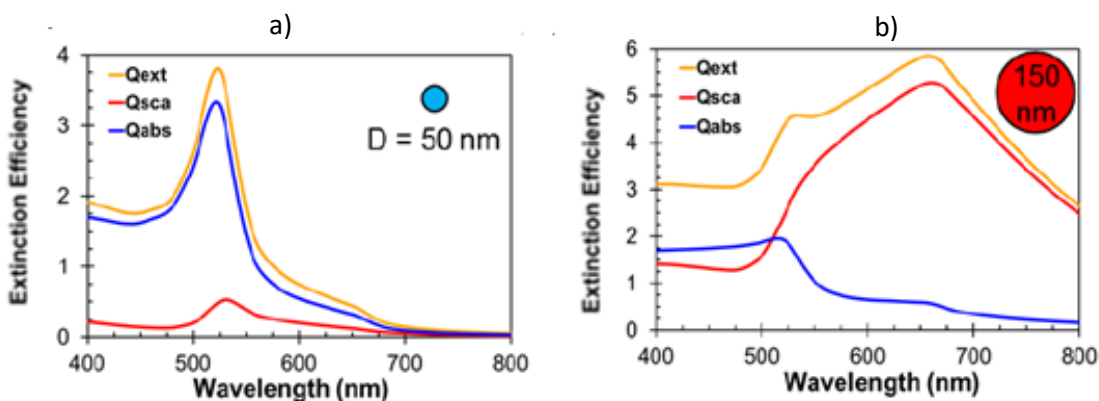 a)
Extinction Efficiency
4
3
2
1
0
Qext
Qsca
Qabs
D = 50 nm
400 500 600 700 800
Wavelength (nm)
b)
Extinction Efficiency
6
5
4
3
2
1
0
Qext
Qsca
Qabs
150
nm
400 500 600 700 800
Wavelength (nm)